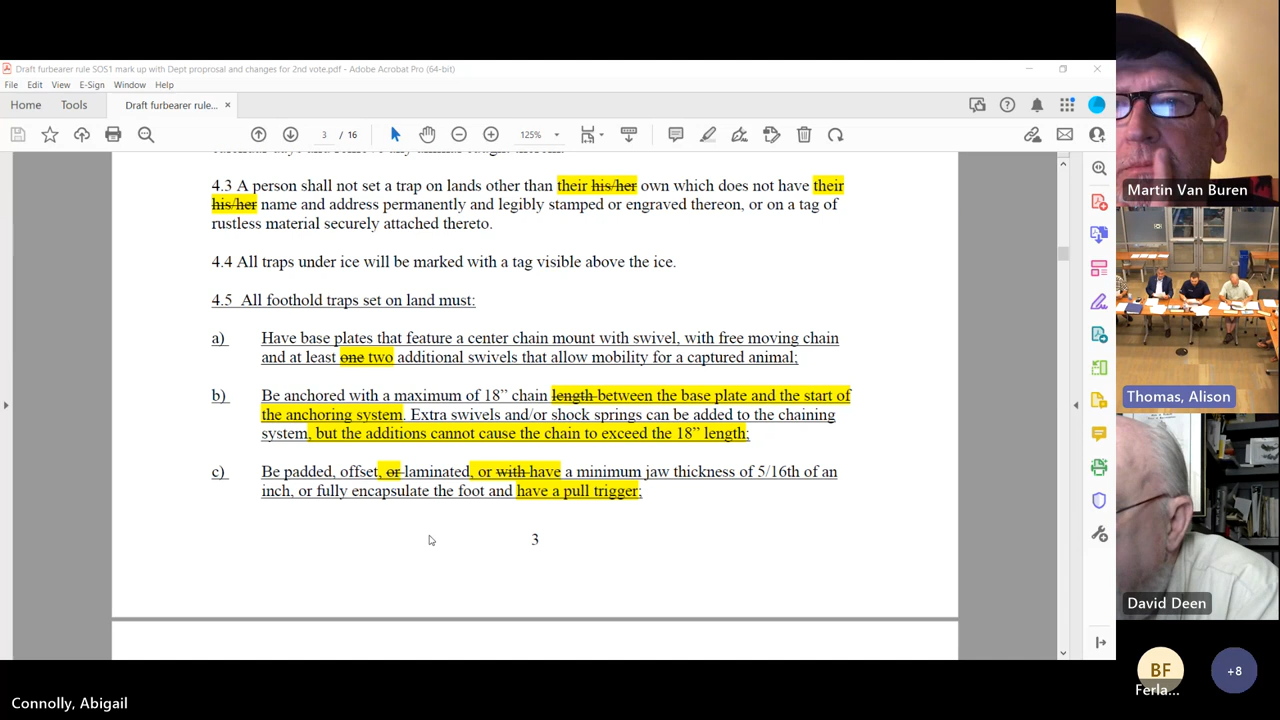 Draft furbearer rule SOS1 mark up with Dept proprosal and changes for 2nd vote.pdf - Adobe Acrobat Pro (64-bit)
File Edit View E-Sign Window Help
Home Tools Draft furbearer rule... ×
3 / 16 125%
4.3 A person shall not set a trap on lands other than their his/her own which does not have their
his/her name and address permanently and legibly stamped or engraved thereon, or on a tag of
rustless material securely attached thereto.
4.4 All traps under ice will be marked with a tag visible above the ice.
4.5 All foothold traps set on land must:
a) Have base plates that feature a center chain mount with swivel, with free moving chain
and at least one two additional swivels that allow mobility for a captured animal;
b) Be anchored with a maximum of 18” chain length between the base plate and the start of
the anchoring system. Extra swivels and/or shock springs can be added to the chaining
system, but the additions cannot cause the chain to exceed the 18” length;
c) Be padded, offset, or laminated, or with have a minimum jaw thickness of 5/16th of an
inch, or fully encapsulate the foot and have a pull trigger;
3
Martin Van Buren
Thomas, Alison
David Deen
BF
Ferla...
+8
Connolly, Abigail